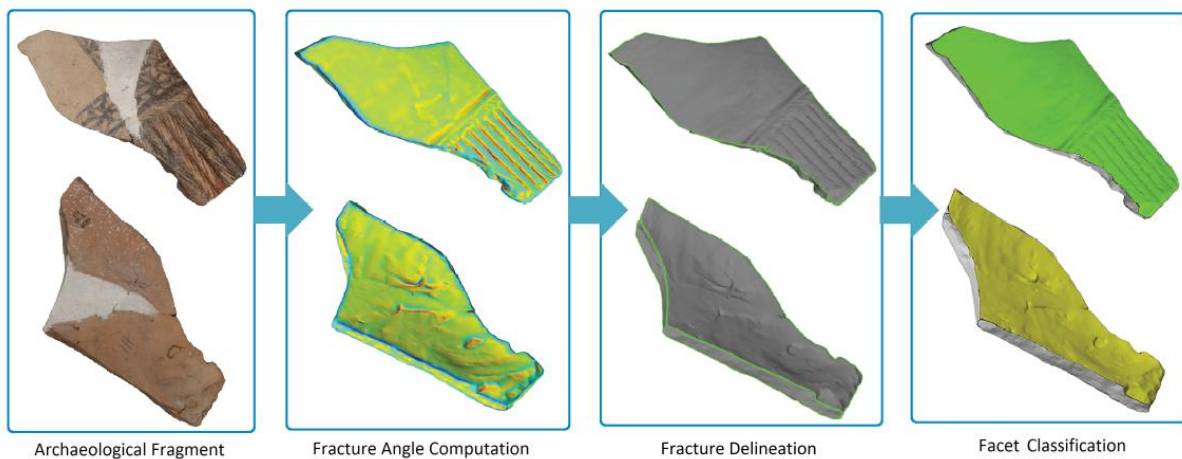 Archaeological Fragment
Fracture Angle Computation
Fracture Delineation
Facet Classification